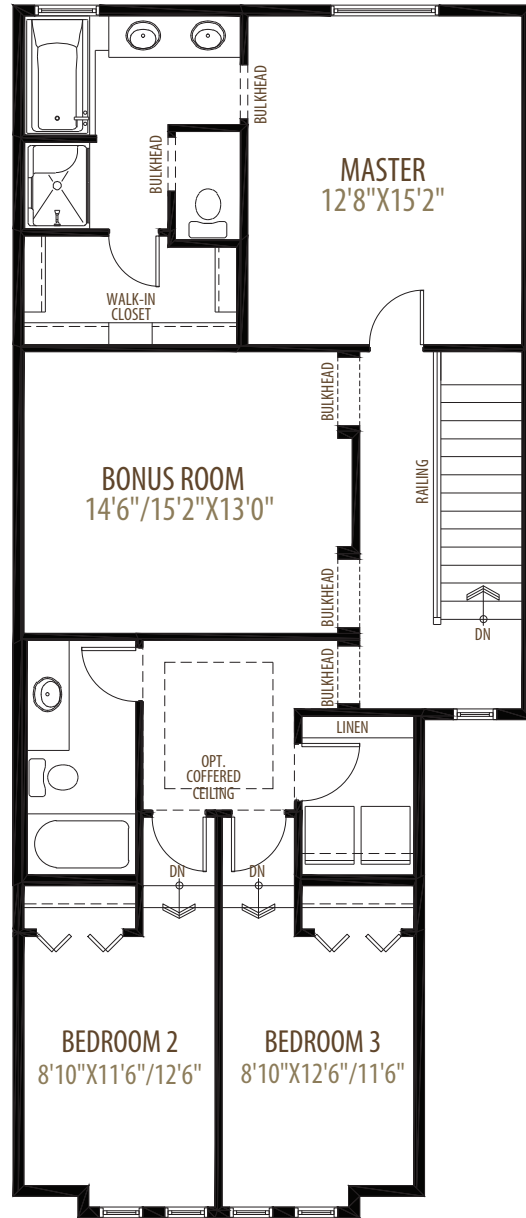 BULKHEAD
BULKHEAD
MASTER
12'8"X15'2"
WALK-IN
CLOSET
BULKHEAD
BONUS ROOM
14'6"/15'2"X13'0"
RAILING
BULKHEAD
DN
BULKHEAD
LINEN
OPT.
COFFERED
CEILING
DN
DN
BEDROOM 2
8'10"X11'6"/12'6"
BEDROOM 3
8'10"X12'6"/11'6"